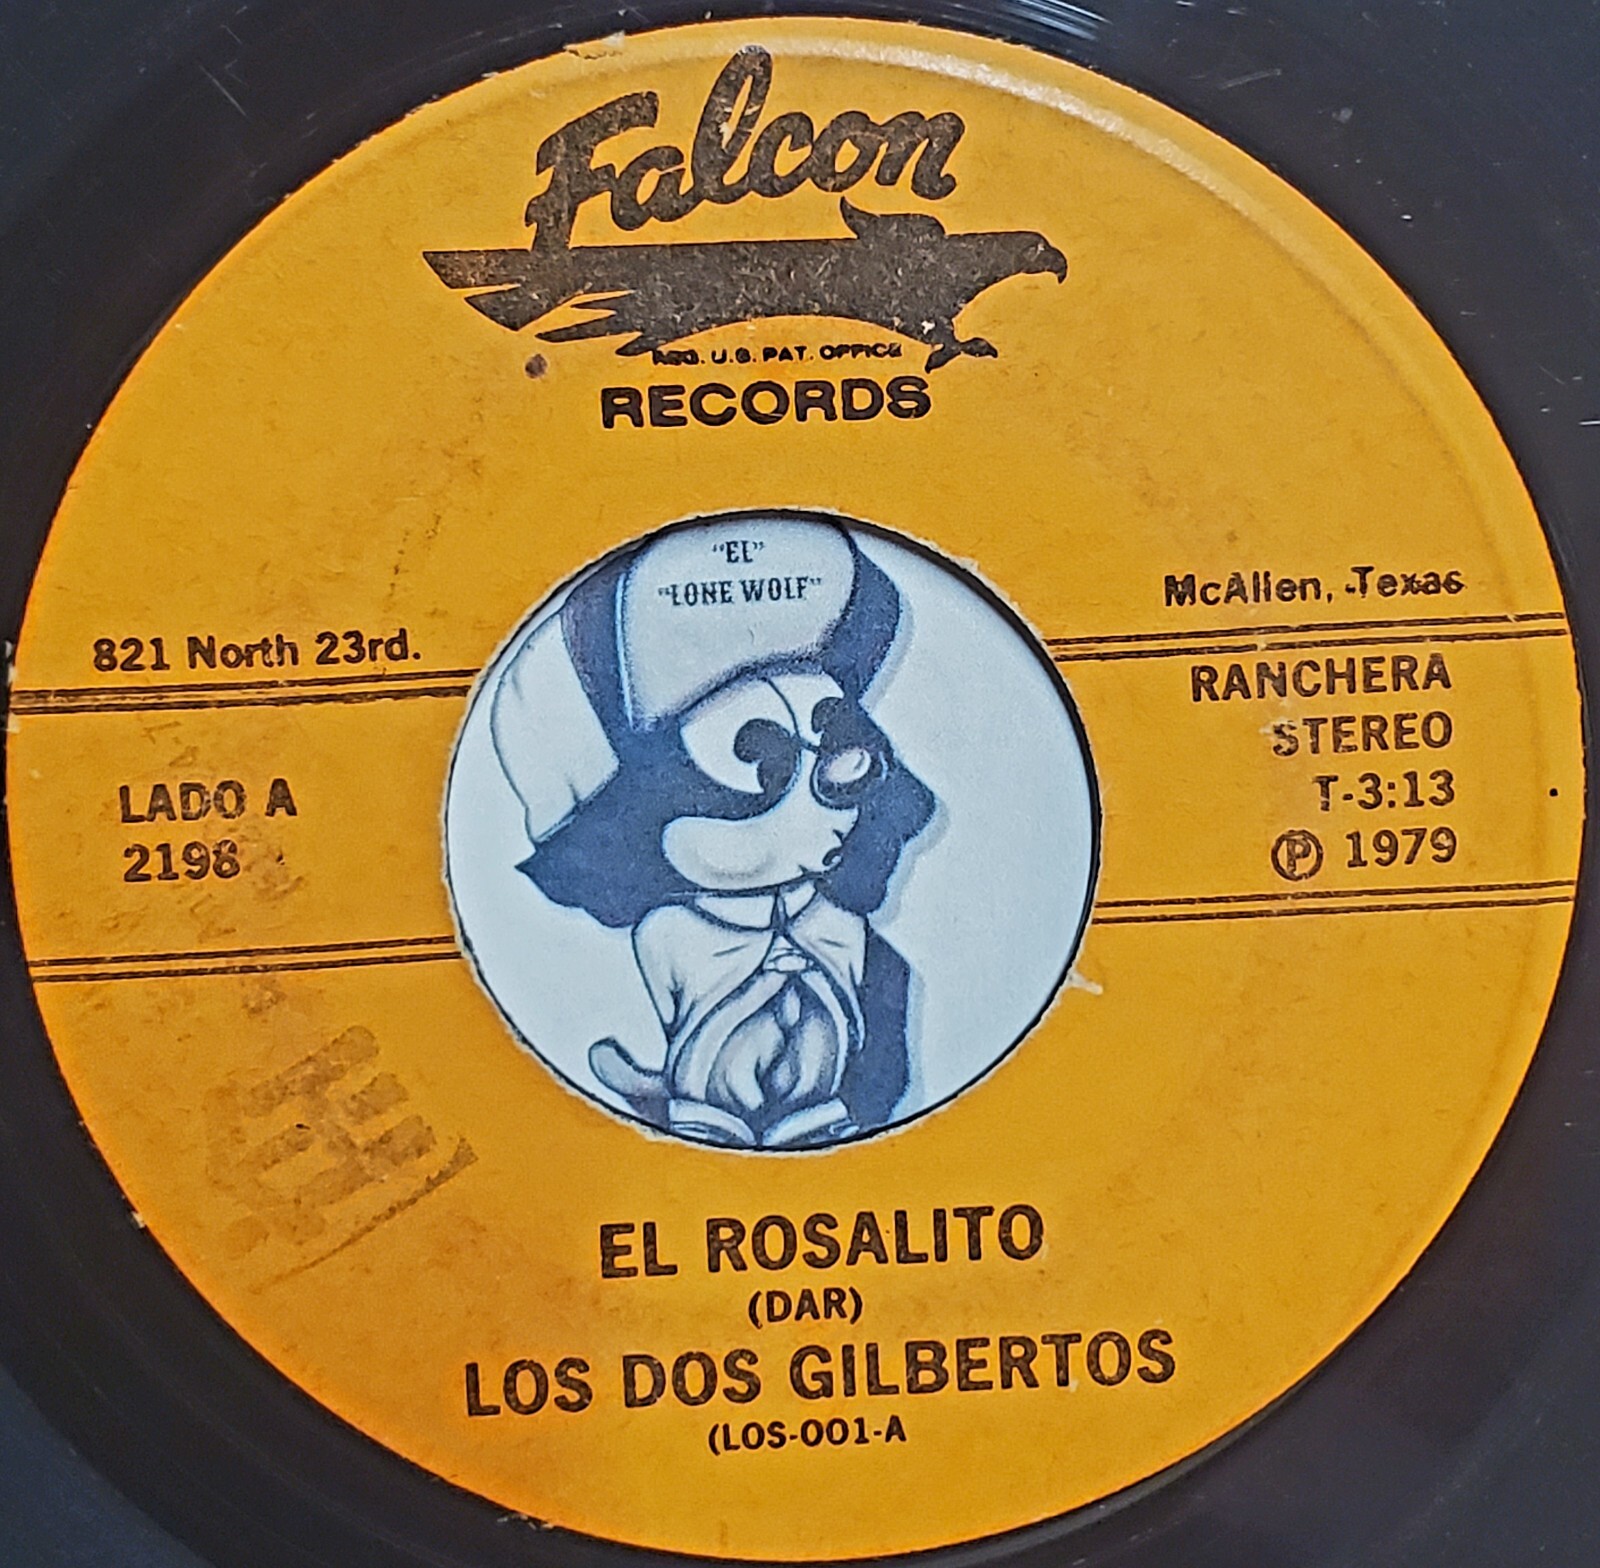 Falcon
REG. U.S. PAT. OFFICE
RECORDS
"EL"
"LONE WOLF"
821 North 23rd.
McAllen, Texas
LADO A
2198
RANCHERA
STEREO
T-3:13
Ⓟ 1979
EL ROSALITO
(DAR)
LOS DOS GILBERTOS
(LOS-001-A